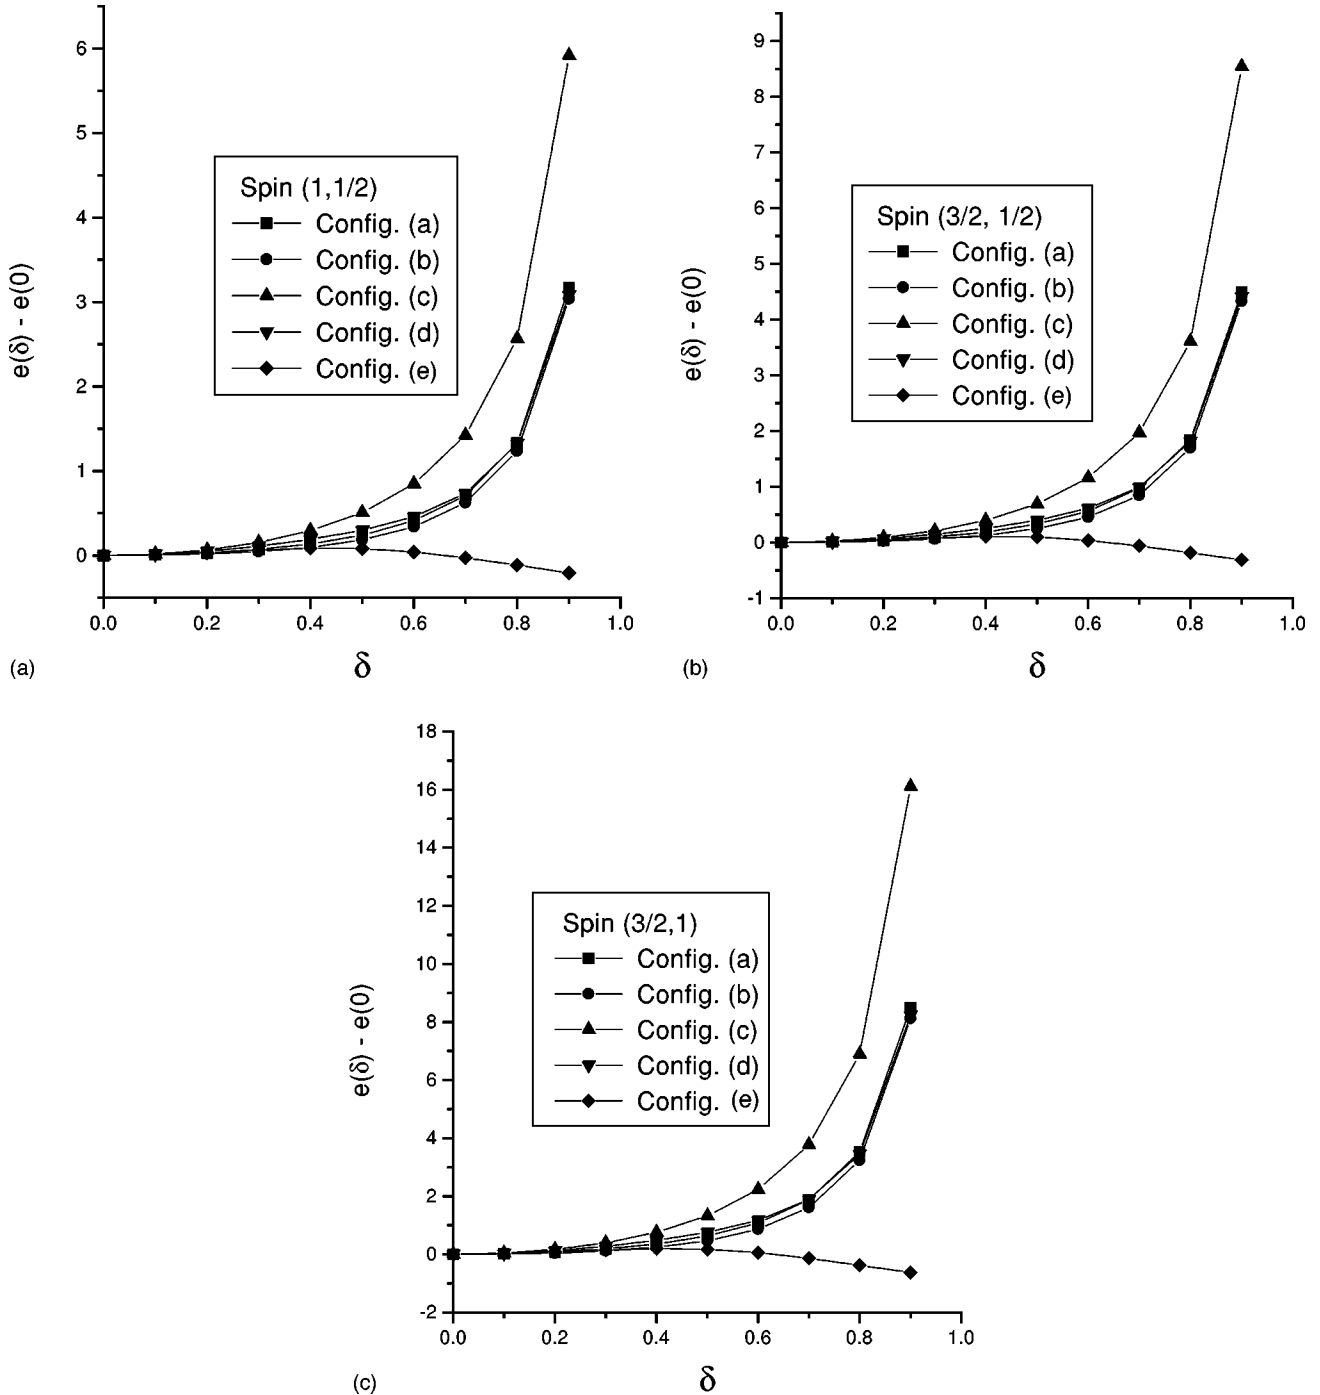 6
5
4
3
2
1
0
e(δ) - e(0)
Spin (1,1/2)
Config. (a)
Config. (b)
Config. (c)
Config. (d)
Config. (e)
0.0 0.2 0.4 0.6 0.8 1.0
δ
(a)
9
8
7
6
5
4
3
2
1
0
-1
e(δ) - e(0)
Spin (3/2, 1/2)
Config. (a)
Config. (b)
Config. (c)
Config. (d)
Config. (e)
0.0 0.2 0.4 0.6 0.8 1.0
δ
(b)
18
16
14
12
10
8
6
4
2
0
-2
e(δ) - e(0)
Spin (3/2,1)
Config. (a)
Config. (b)
Config. (c)
Config. (d)
Config. (e)
0.0 0.2 0.4 0.6 0.8 1.0
δ
(c)